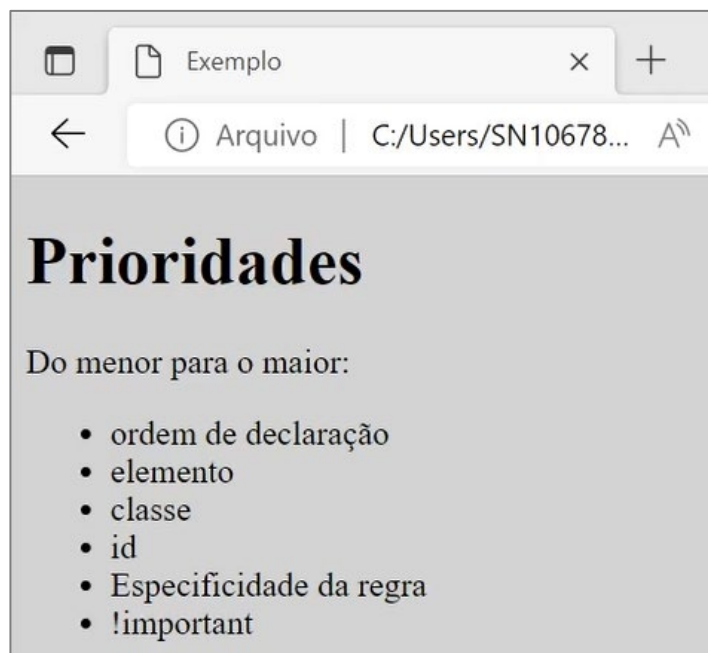 Exemplo
Arquivo | C:/Users/SN10678... A
Prioridades
Do menor para o maior:
• ordem de declaração
• elemento
• classe
• id
• Especificidade da regra
• !important